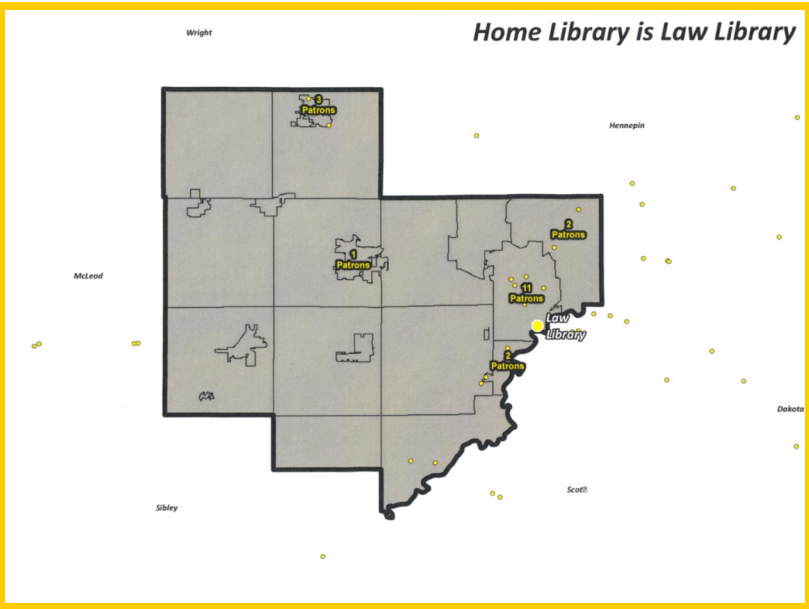 Home Library is Law Library
Wright
3
Patrons
Hennepin
2
Patrons
1
Patrons
McLeod
11
Patrons
Law
Library
2
Patrons
Dakota
Scot
Sibley